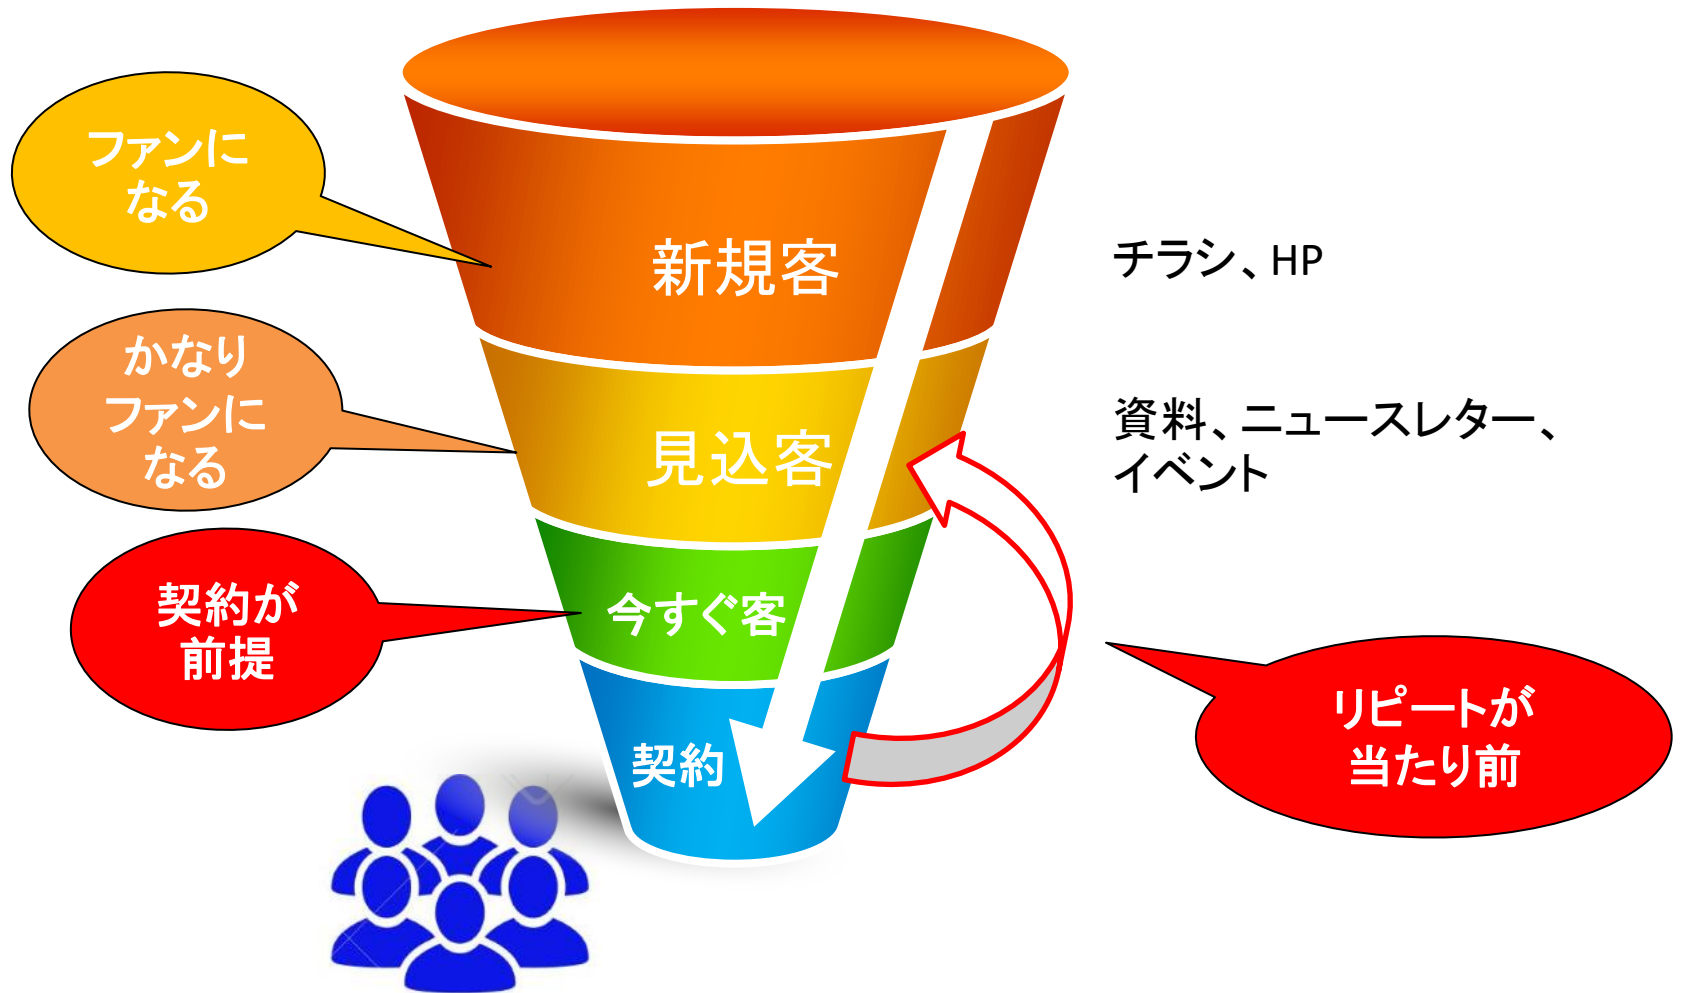 ファンに
なる
新規客
チラシ、HP
かなり
ファンに
なる
見込客
資料、ニュースレター、
イベント
契約が
前提
今すぐ客
契約
リピートが
当たり前